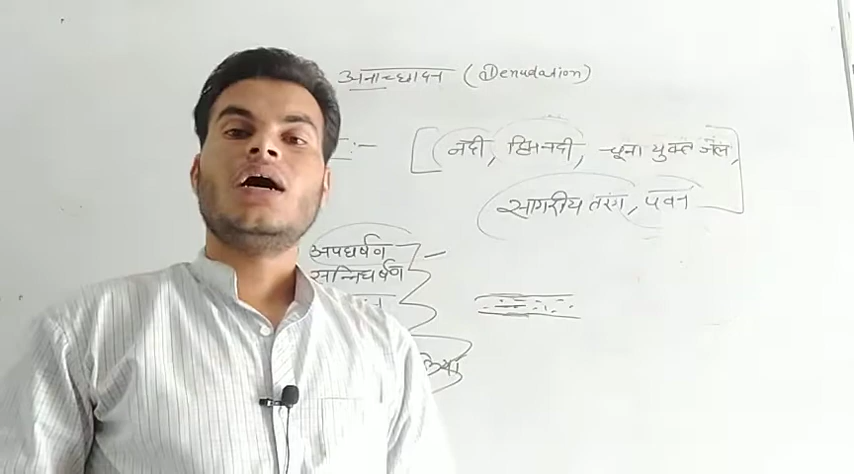 अनाच्छादन (Denudation)
:- [नदी, हिमनदी, चूना युक्त जल,
सागरीय तरंग, पवन]
अपघर्षण
सन्निघर्षण